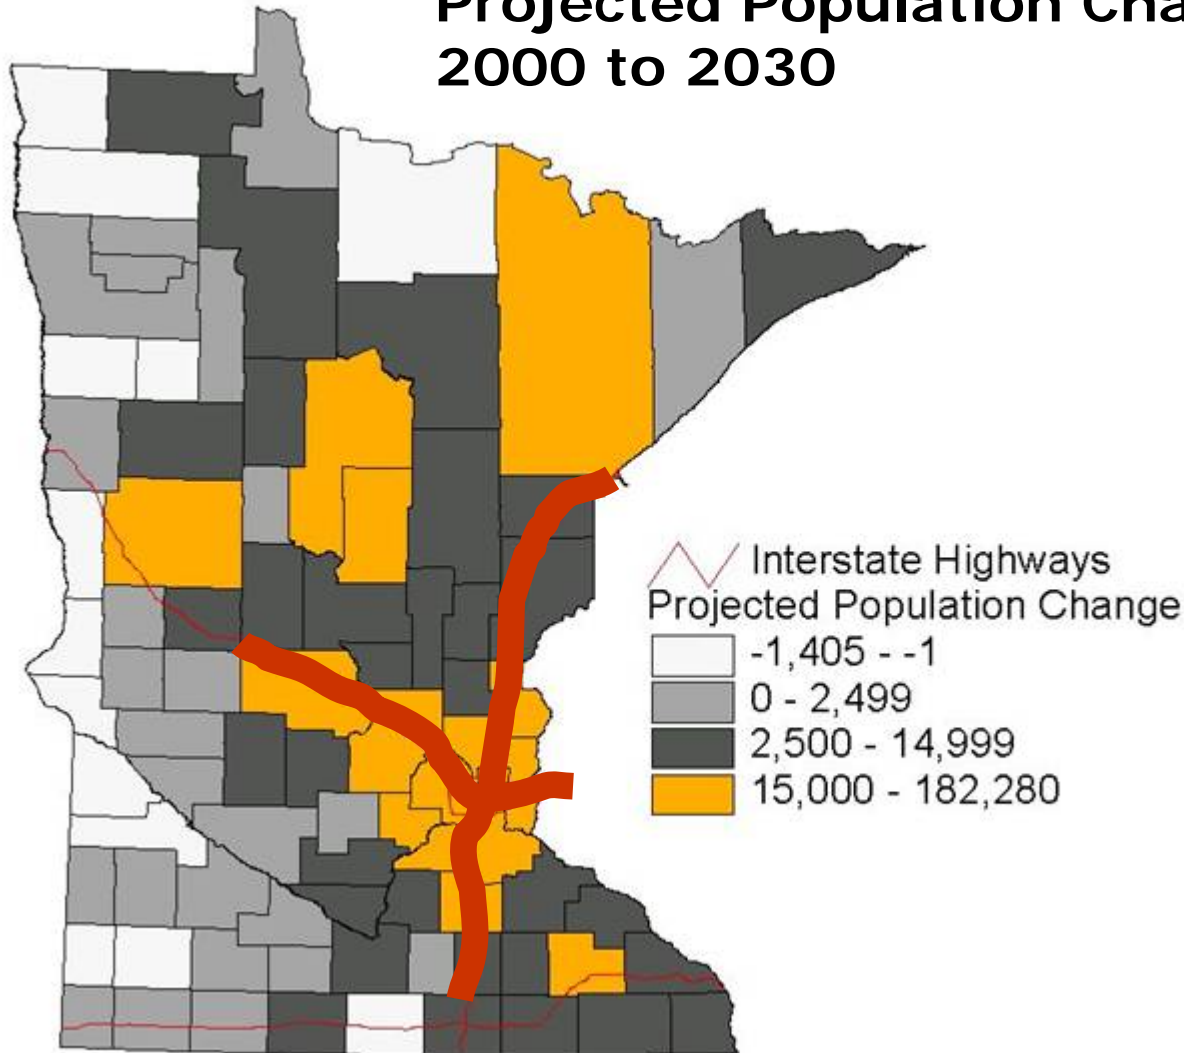 Projected Population Cha
2000 to 2030
Interstate Highways
Projected Population Change
-1,405 - -1
0 - 2,499
2,500 - 14,999
15,000 - 182,280